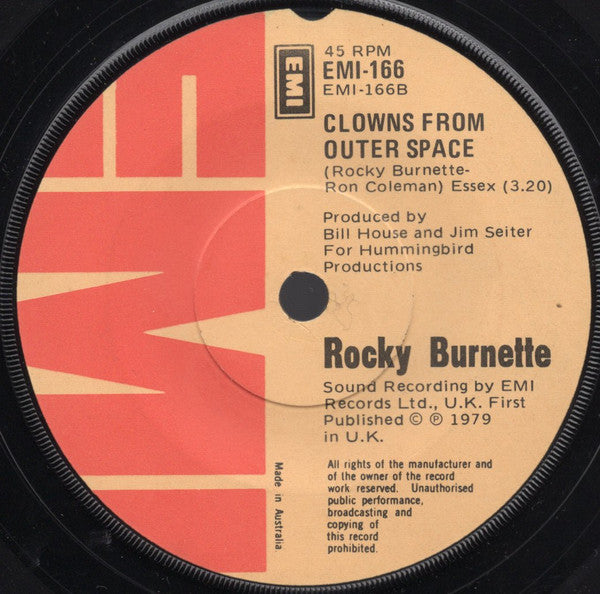 EMI
EMI
45 RPM
EMI-166
EMI-166B
CLOWNS FROM
OUTER SPACE
(Rocky Burnette-
Ron Coleman) Essex (3.20)
Produced by
Bill House and Jim Seiter
For Hummingbird
Productions
Rocky Burnette
Sound Recording by EMI
Records Ltd., U.K. First
Published © ℗ 1979
in U.K.
All rights of the manufacturer and
of the owner of the record
work reserved. Unauthorised
public performance,
broadcasting and
copying of
this record
prohibited.
Made in Australia.